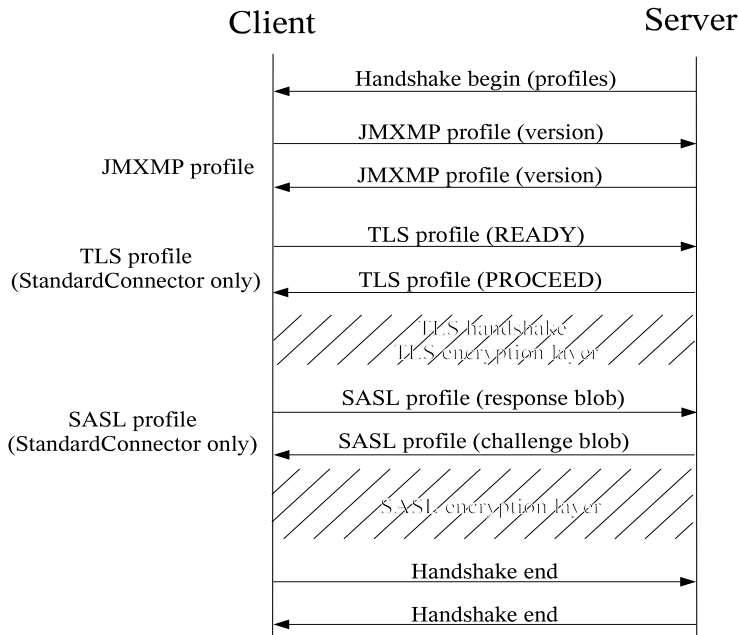 Client
Server
Handshake begin (profiles)
JMXMP profile (version)
JMXMP profile
JMXMP profile (version)
TLS profile (READY)
TLS profile
(StandardConnector only)
TLS profile (PROCEED)
TLS handshake
TLS encryption layer
SASL profile (response blob)
SASL profile
(StandardConnector only)
SASL profile (challenge blob)
SASL encryption layer
Handshake end
Handshake end